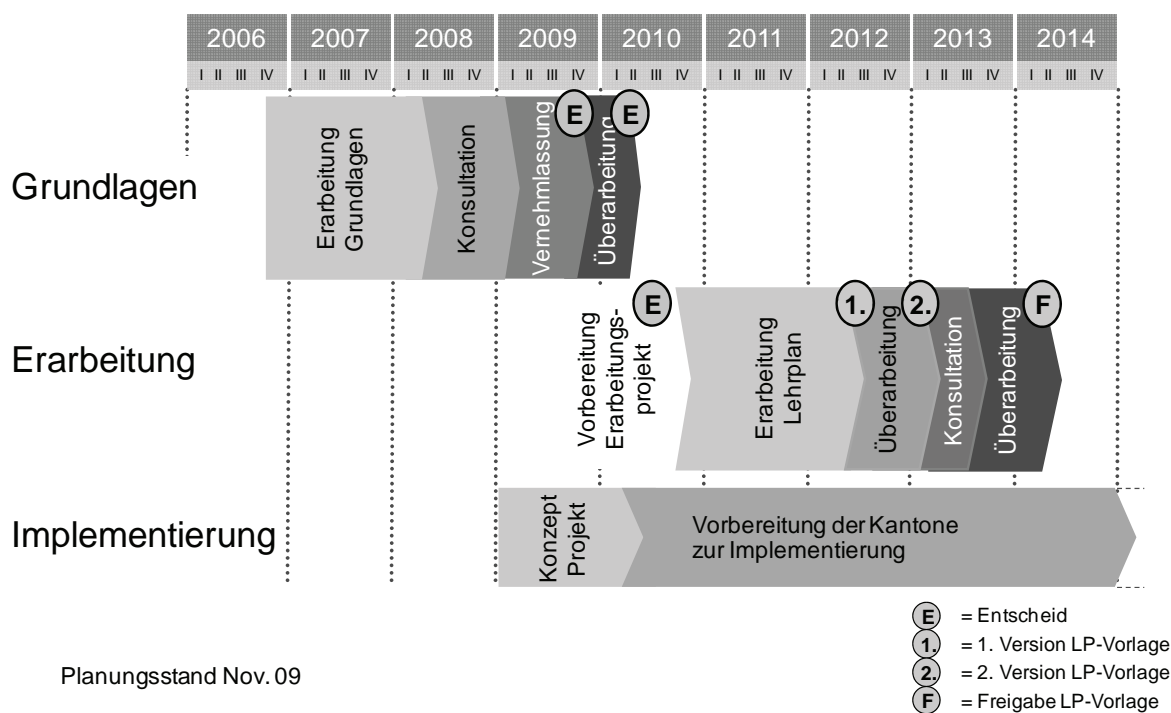 2006 2007 2008 2009 2010 2011 2012 2013 2014
I II III IV I II III IV I II III IV I II III IV I II III IV I II III IV I II III IV I II III IV I II III IV
Grundlagen
Erarbeitung
Grundlagen
Konsultation
Vernehmlassung
E
Überarbeitung
E
Erarbeitung
Vorbereitung
Erarbeitungs-
projekt
E
Erarbeitung
Lehrplan
1.
Überarbeitung
2.
Konsultation
Überarbeitung
F
Implementierung
Konzept
Projekt
Vorbereitung der Kantone
zur Implementierung
E = Entscheid
1. = 1. Version LP-Vorlage
2. = 2. Version LP-Vorlage
F = Freigabe LP-Vorlage
Planungsstand Nov. 09